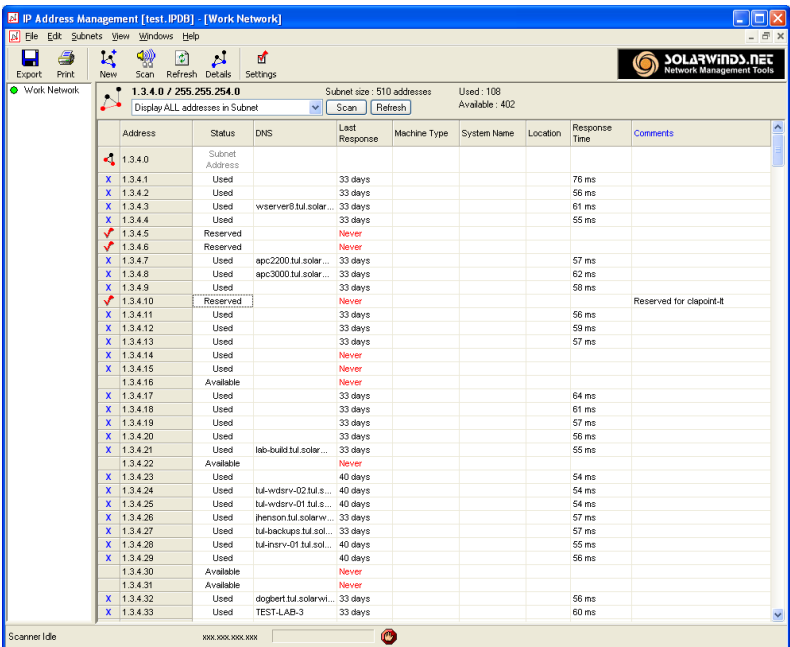 IP Address Management [test.IPDB] - [Work Network]
File Edit Subnets View Windows Help
Export Print New Scan Refresh Details Settings
SOLARWINDS.NET
Network Management Tools
Work Network
1.3.4.0 / 255.255.254.0 Subnet size : 510 addresses Used : 108
Display ALL addresses in Subnet Scan Refresh Available : 402
Address Status DNS Last Response Machine Type System Name Location Response Time Comments
1.3.4.0 Subnet Address
X 1.3.4.1 Used 33 days 76 ms
X 1.3.4.2 Used 33 days 56 ms
X 1.3.4.3 Used wserver8.tul.solar... 33 days 61 ms
X 1.3.4.4 Used 33 days 55 ms
1.3.4.5 Reserved Never
1.3.4.6 Reserved Never
X 1.3.4.7 Used apc2200.tul.solar... 33 days 57 ms
X 1.3.4.8 Used apc3000.tul.solar... 33 days 62 ms
X 1.3.4.9 Used 33 days 58 ms
1.3.4.10 Reserved Never Reserved for clapoint-lt
X 1.3.4.11 Used 33 days 56 ms
X 1.3.4.12 Used 33 days 59 ms
X 1.3.4.13 Used 33 days 57 ms
X 1.3.4.14 Used Never
X 1.3.4.15 Used Never
1.3.4.16 Available Never
X 1.3.4.17 Used 33 days 64 ms
X 1.3.4.18 Used 33 days 61 ms
X 1.3.4.19 Used 33 days 57 ms
X 1.3.4.20 Used 33 days 56 ms
X 1.3.4.21 Used lab-build.tul.solar... 33 days 55 ms
1.3.4.22 Available Never
X 1.3.4.23 Used 40 days 54 ms
X 1.3.4.24 Used tul-wdsrv-02.tul.s... 40 days 54 ms
X 1.3.4.25 Used tul-wdsrv-01.tul.s... 40 days 54 ms
X 1.3.4.26 Used jhenson.tul.solarw... 33 days 57 ms
X 1.3.4.27 Used tul-backups.tul.sol... 33 days 57 ms
X 1.3.4.28 Used tul-insrv-01.tul.sol... 40 days 55 ms
X 1.3.4.29 Used 40 days 56 ms
1.3.4.30 Available Never
1.3.4.31 Available Never
X 1.3.4.32 Used dogbert.tul.solarwi... 33 days 56 ms
X 1.3.4.33 Used TEST-LAB-3 33 days 60 ms
Scanner Idle xxx.xxx.xxx.xxx